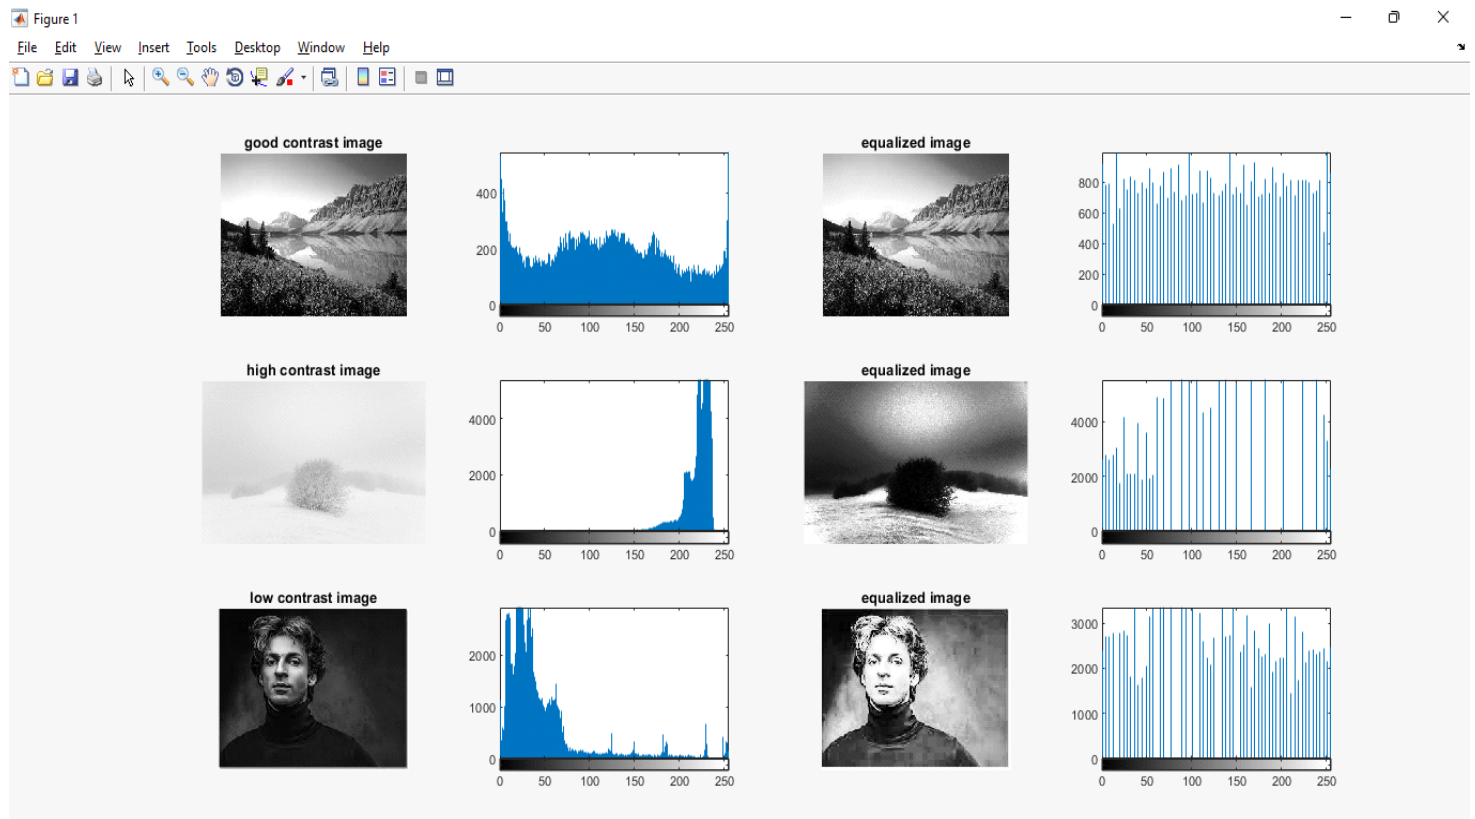 Figure 1
File Edit View Insert Tools Desktop Window Help
good contrast image
400
200
0
0 50 100 150 200 250
equalized image
800
600
400
200
0
0 50 100 150 200 250
high contrast image
4000
2000
0
0 50 100 150 200 250
equalized image
4000
2000
0
0 50 100 150 200 250
low contrast image
2000
1000
0
0 50 100 150 200 250
equalized image
3000
2000
1000
0
0 50 100 150 200 250